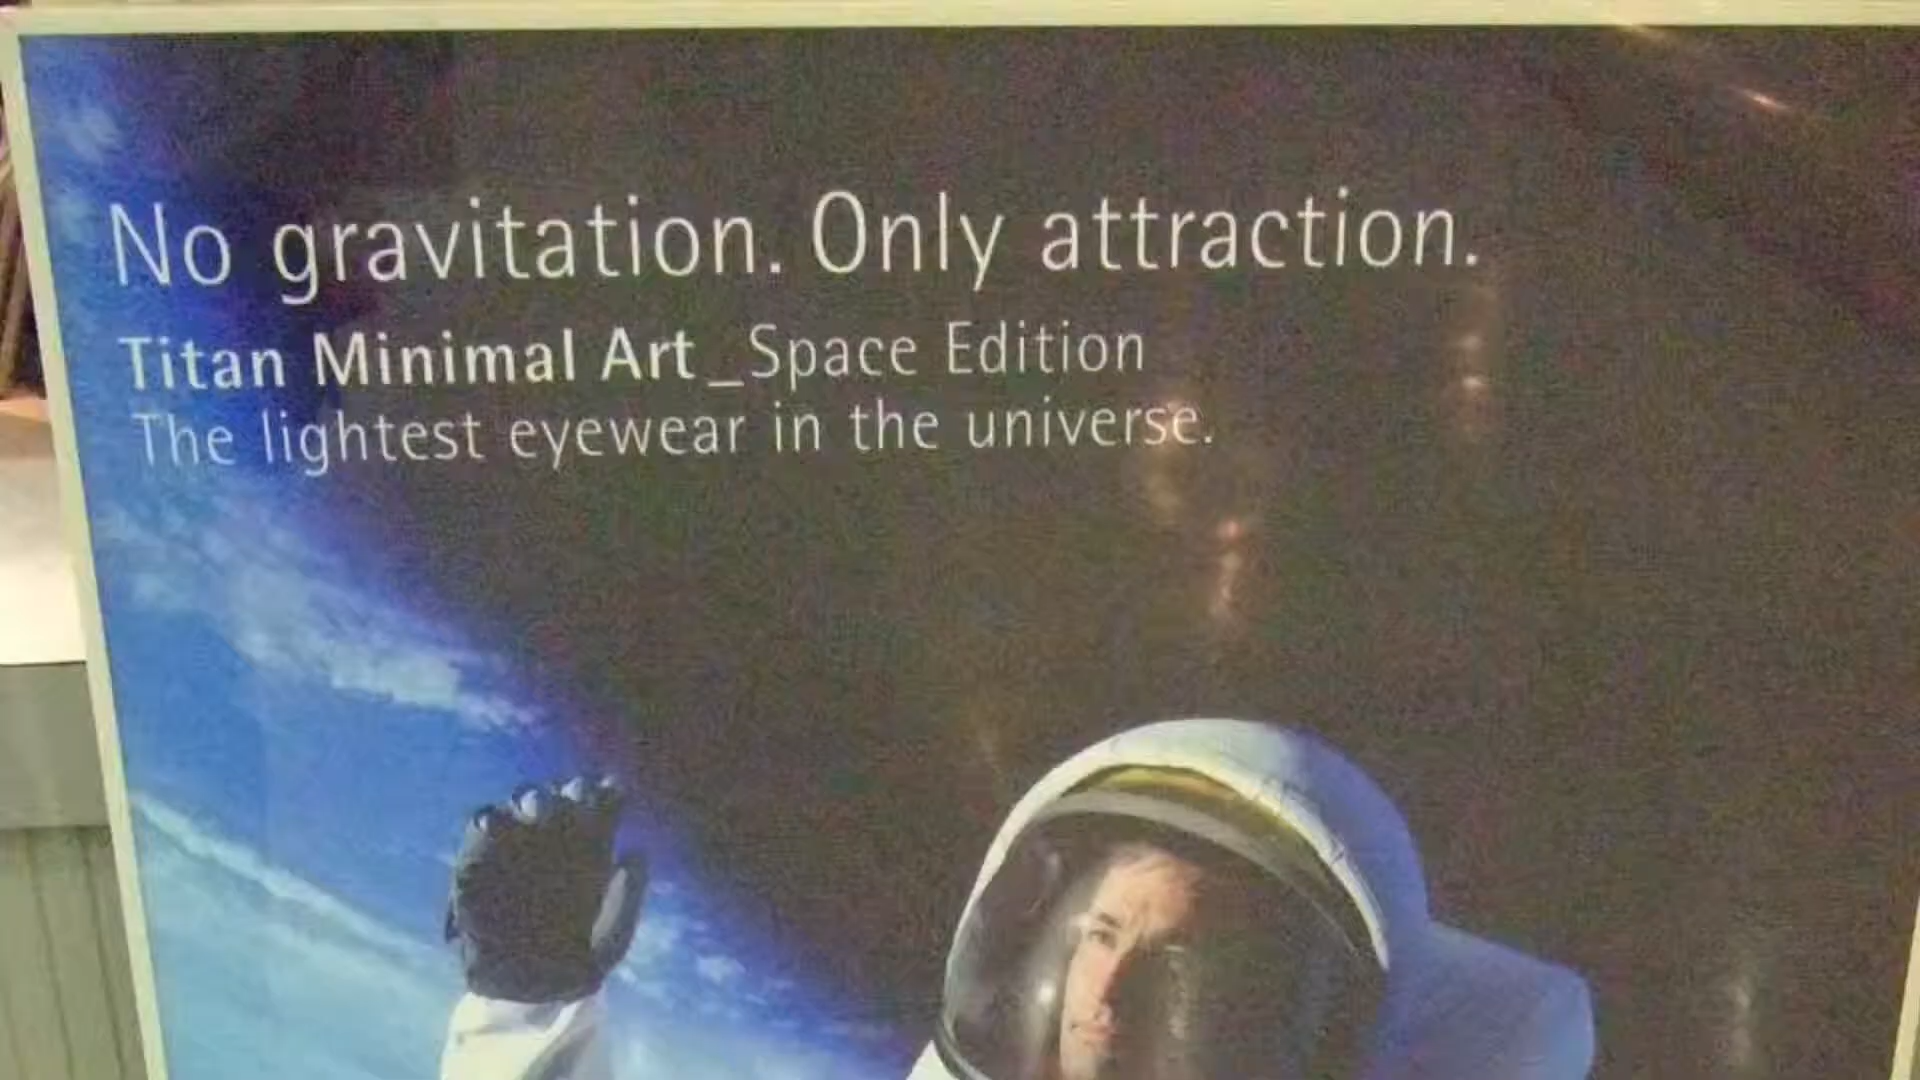 No gravitation. Only attraction.
Titan Minimal Art_Space Edition
The lightest eyewear in the universe.